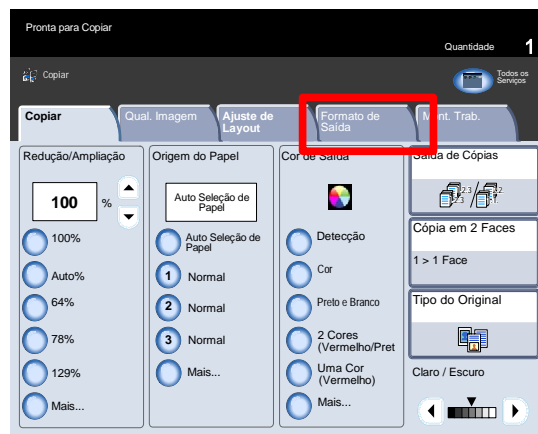 Pronta para Copiar
Quantidade
1
Copiar
Todos os
Serviços
Copiar
Qual. Imagem
Ajuste de
Layout
Formato de
Saída
Mont. Trab.
Redução/Ampliação
100 %
100%
Auto%
64%
78%
129%
Mais...
Origem do Papel
Auto Seleção de
Papel
Auto Seleção de
Papel
1 Normal
2 Normal
3 Normal
Mais...
Cor de Saída
Detecção
Cor
Preto e Branco
2 Cores
(Vermelho/Pret
Uma Cor
(Vermelho)
Mais...
Saída de Cópias
Cópia em 2 Faces
1 > 1 Face
Tipo do Original
Claro / Escuro